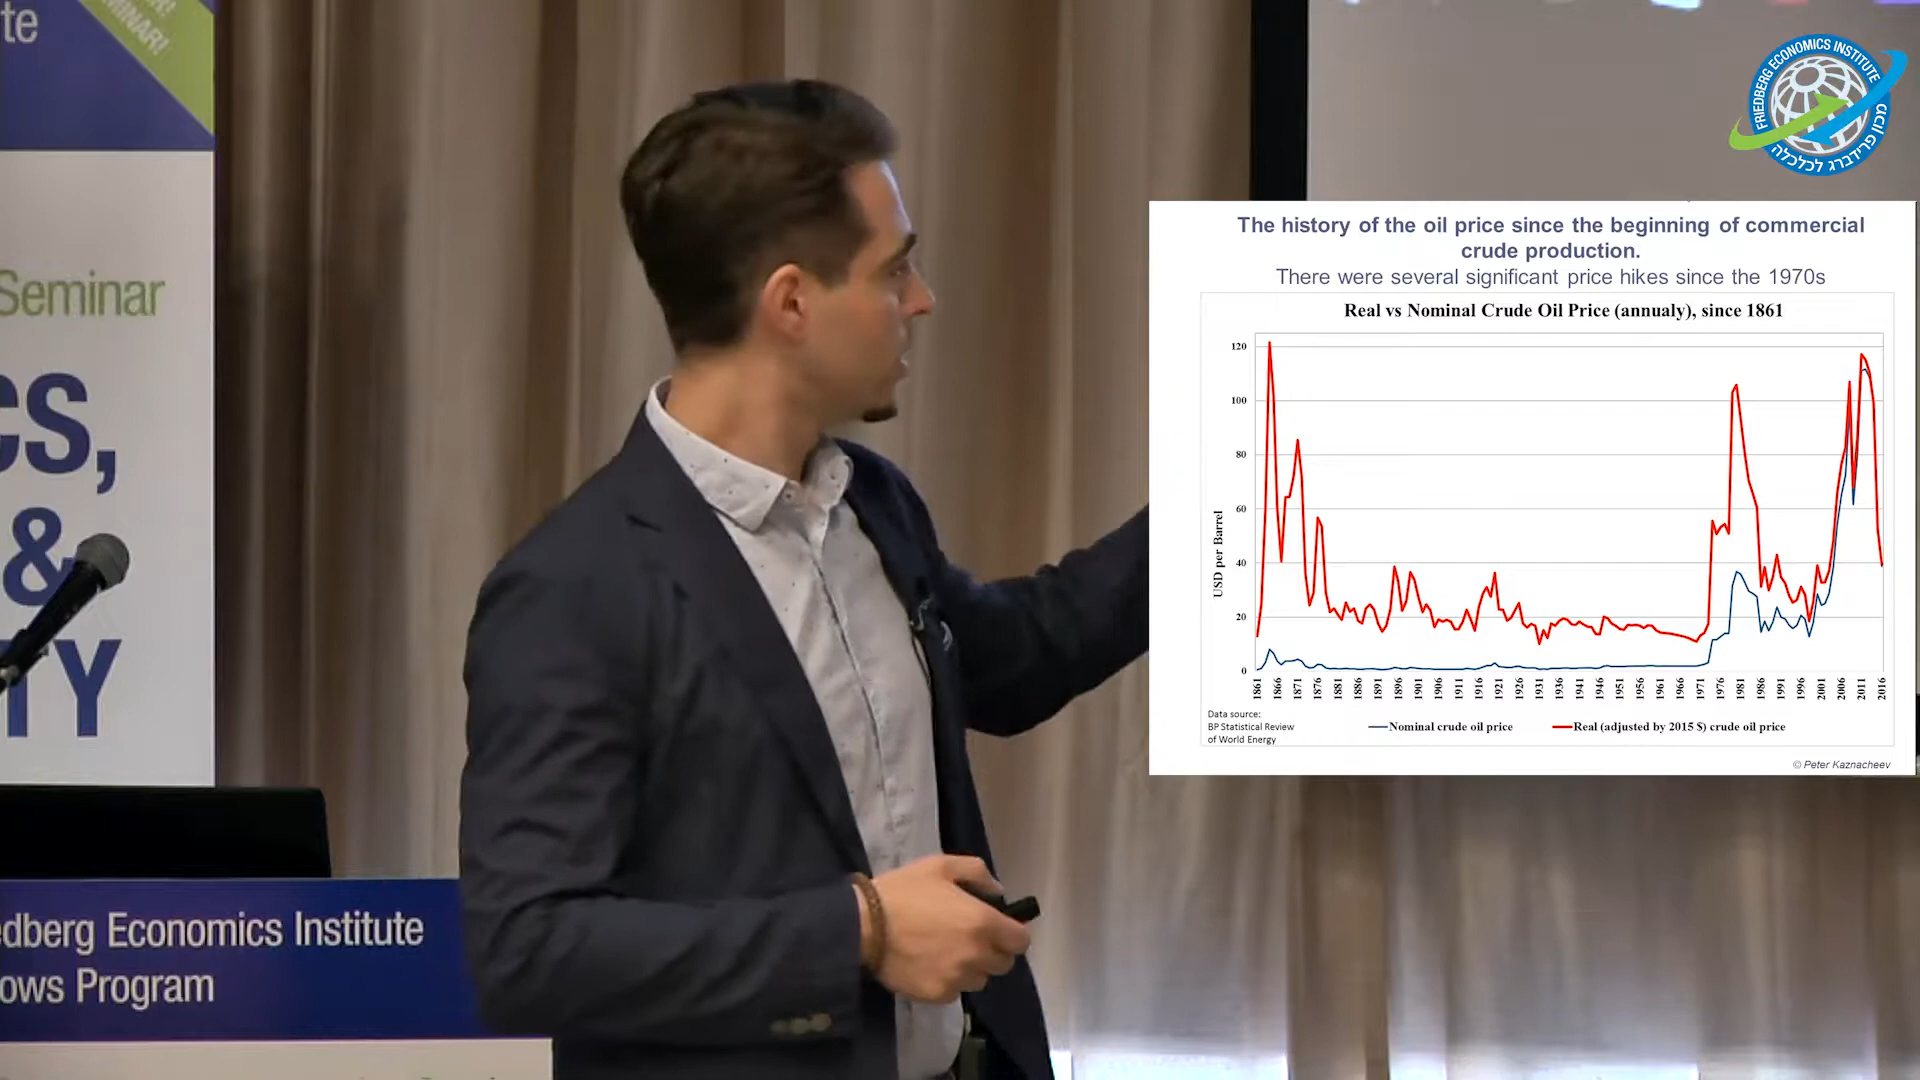 te
MINAR!
Seminar
CS,
&
TY
edberg Economics Institute
ows Program
FRIEDBERG ECONOMICS INSTITUTE
מכון פרידברג לכלכלה
The history of the oil price since the beginning of commercial
crude production.
There were several significant price hikes since the 1970s
Real vs Nominal Crude Oil Price (annualy), since 1861
USD per Barrel
120
100
80
60
40
20
0
1861 1866 1871 1876 1881 1886 1891 1896 1901 1906 1911 1916 1921 1926 1931 1936 1941 1946 1951 1956 1961 1966 1971 1976 1981 1986 1991 1996 2001 2006 2011 2016
Nominal crude oil price
Real (adjusted by 2015 $) crude oil price
Data source:
BP Statistical Review
of World Energy
© Peter Kaznacheev